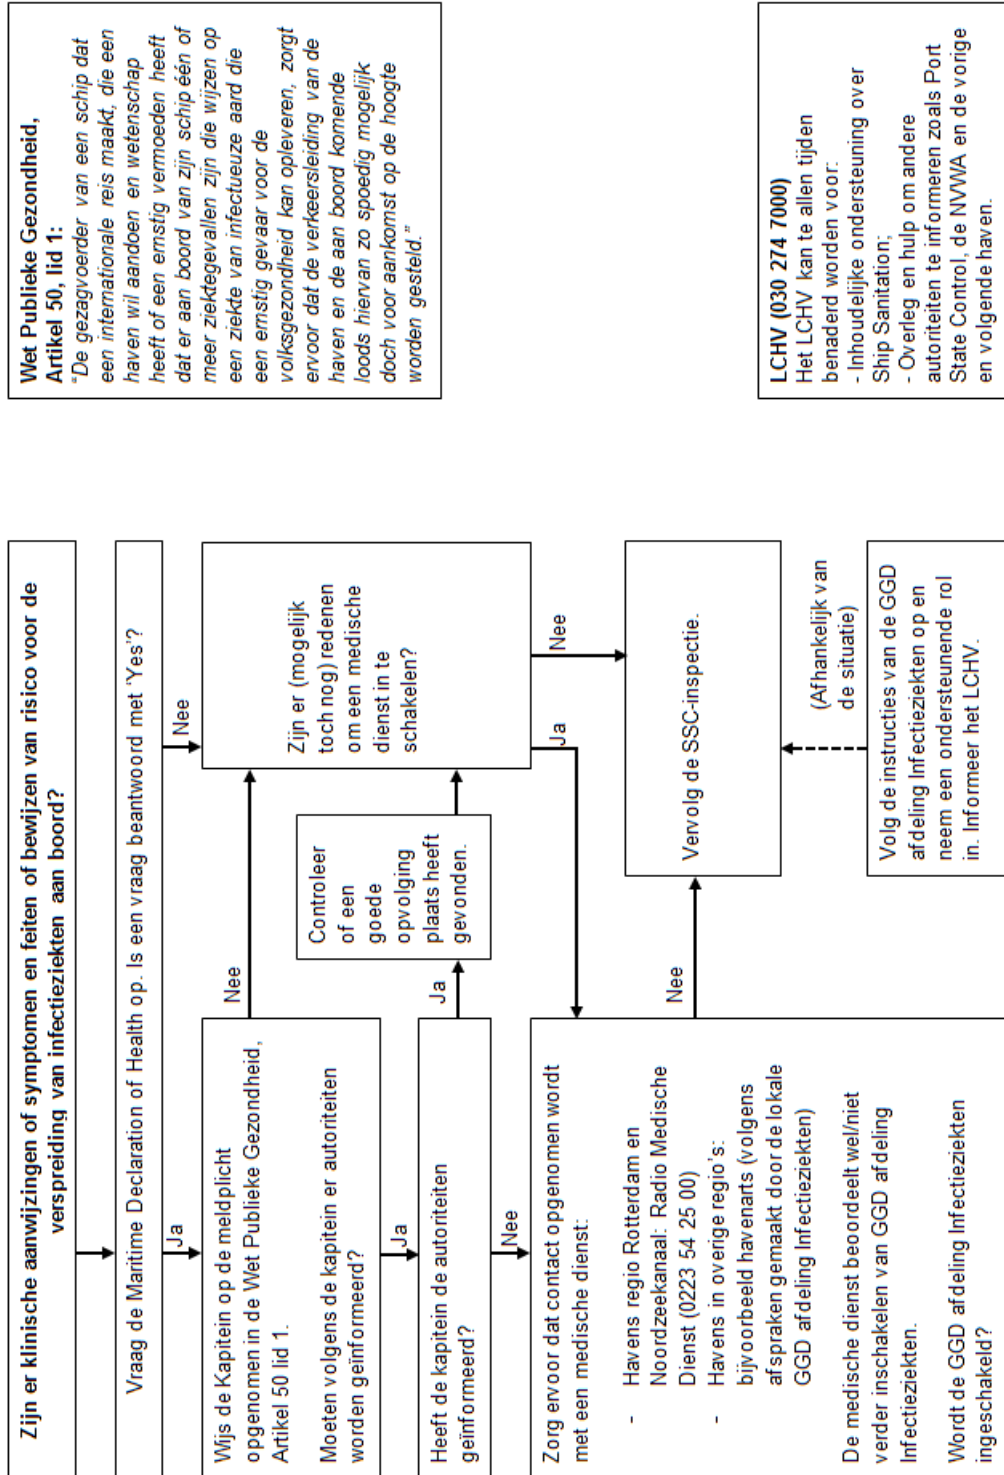 Zijn er klinische aanwijzingen of symptomen en feiten of bewijzen van risico voor de
verspreiding van infectieziekten aan boord?
Vraag de Maritime Declaration of Health op. Is een vraag beantwoord met 'Yes'?
Ja
Nee
Wijs de Kapitein op de meldplicht
opgenomen in de Wet Publieke Gezondheid,
Artikel 50 lid 1.
Moeten volgens de kapitein er autoriteiten
worden geïnformeerd?
Nee
Ja
Heeft de kapitein de autoriteiten
geïnformeerd?
Ja
Nee
Controleer
of een
goede
opvolging
plaats heeft
gevonden.
Zijn er (mogelijk
toch nog) redenen
om een medische
dienst in te
schakelen?
Ja
Nee
Zorg ervoor dat contact opgenomen wordt
met een medische dienst:
- Havens regio Rotterdam en
Noordzeekanaal: Radio Medische
Dienst (0223 54 25 00)
- Havens in overige regio's:
bijvoorbeeld havenarts (volgens
afspraken gemaakt door de lokale
GGD afdeling Infectieziekten)
De medische dienst beoordeelt wel/niet
verder inschakelen van GGD afdeling
Infectieziekten.
Wordt de GGD afdeling Infectieziekten
ingeschakeld?
Nee
Vervolg de SSC-inspectie.
(Afhankelijk van
de situatie)
Volg de instructies van de GGD
afdeling Infectieziekten op en
neem een ondersteunende rol
in. Informeer het LCHV.
Wet Publieke Gezondheid,
Artikel 50, lid 1:
"De gezagvoerder van een schip dat
een internationale reis maakt, die een
haven wil aandoen en wetenschap
heeft of een ernstig vermoeden heeft
dat er aan boord van zijn schip één of
meer ziektegevallen zijn die wijzen op
een ziekte van infectueuze aard die
een ernstig gevaar voor de
volksgezondheid kan opleveren, zorgt
ervoor dat de verkeersleiding van de
haven en de aan boord komende
loods hiervan zo spoedig mogelijk
doch voor aankomst op de hoogte
worden gesteld."
LCHV (030 274 7000)
Het LCHV kan te allen tijden
benaderd worden voor:
- Inhoudelijke ondersteuning over
Ship Sanitation;
- Overleg en hulp om andere
autoriteiten te informeren zoals Port
State Control, de NVWA en de vorige
en volgende haven.